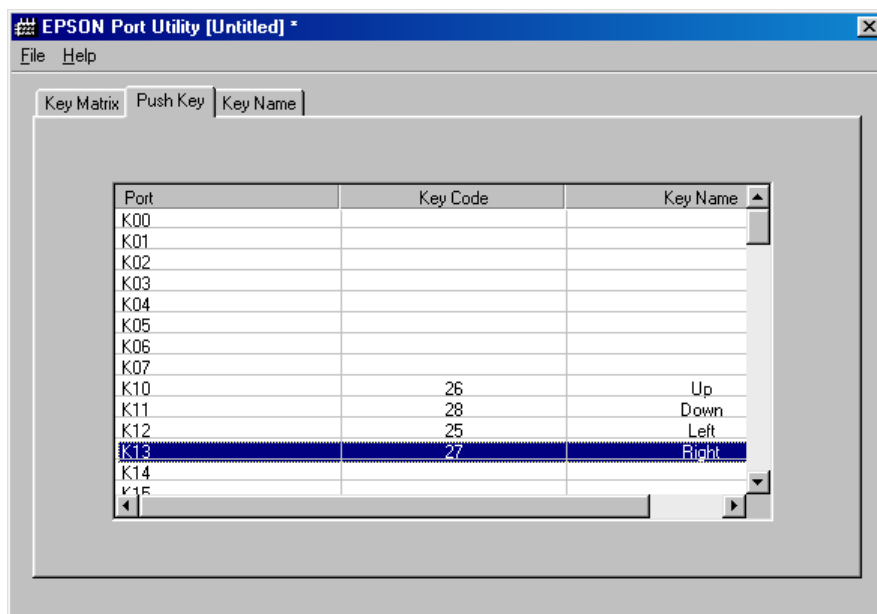 EPSON Port Utility [Untitled] *
File Help
Key Matrix Push Key Key Name
Port Key Code Key Name
K00
K01
K02
K03
K04
K05
K06
K07
K10 26 Up
K11 28 Down
K12 25 Left
K13 27 Right
K14
K15